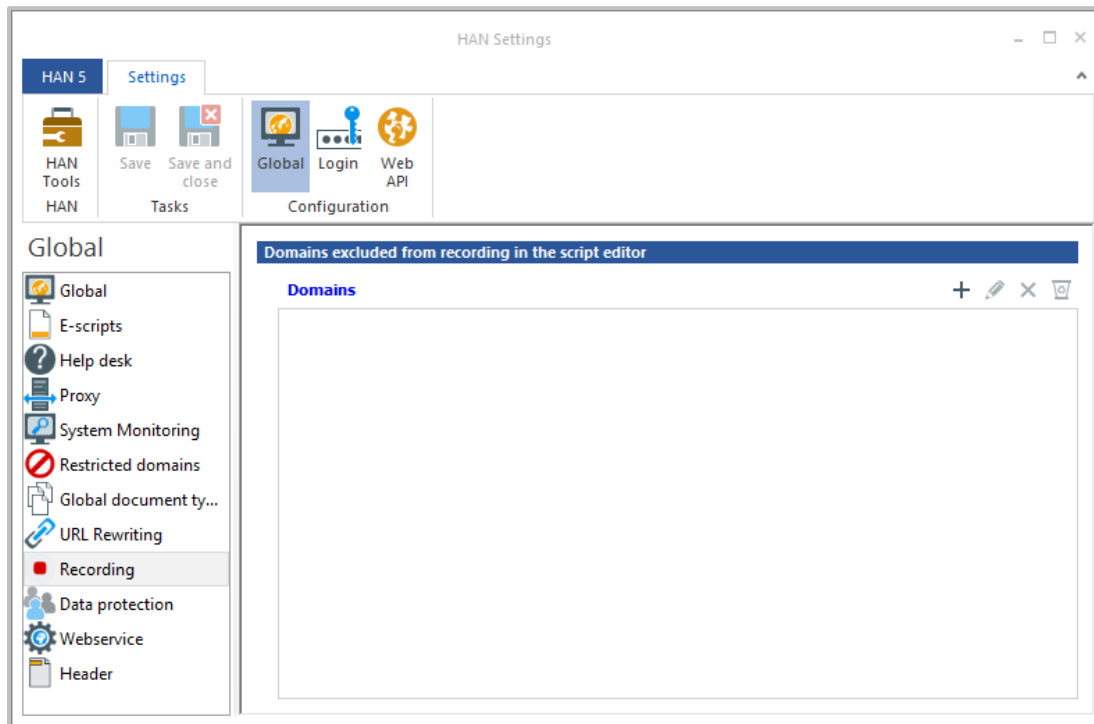 HAN Settings
HAN 5
Settings
HAN
Tools
Save
Save and
close
Global
Login
Web
API
HAN
Tasks
Configuration
Global
Global
E-scripts
Help desk
Proxy
System Monitoring
Restricted domains
Global document ty...
URL Rewriting
Recording
Data protection
Webservice
Header
Domains excluded from recording in the script editor
Domains